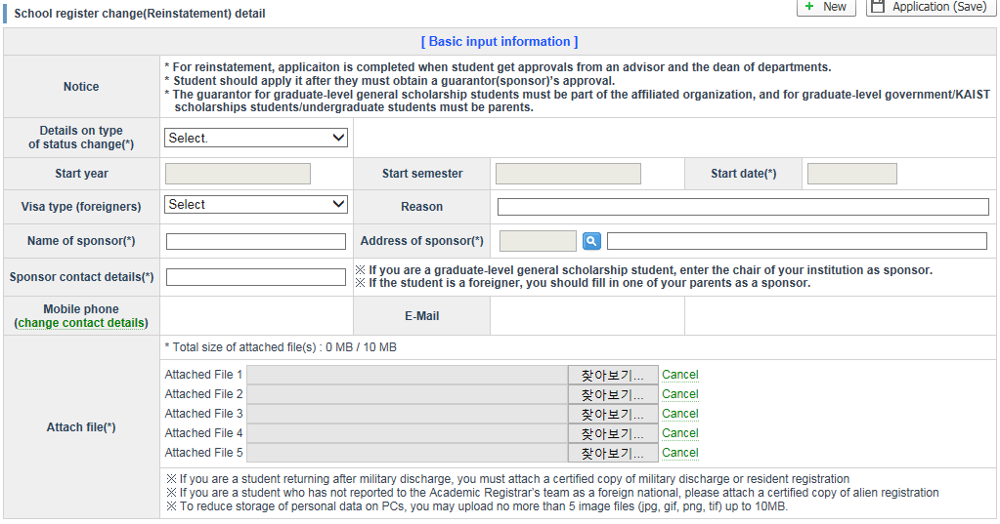 School register change(Reinstatement) detail
+ New
Application (Save)
[ Basic input information ]
Notice
* For reinstatement, applicaiton is completed when student get approvals from an advisor and the dean of departments.
* Student should apply it after they must obtain a guarantor(sponsor)'s approval.
* The guarantor for graduate-level general scholarship students must be part of the affiliated organization, and for graduate-level government/KAIST
scholarships students/undergraduate students must be parents.
Details on type
of status change(*)
Select.
Start year
Start semester
Start date(*)
Visa type (foreigners)
Select
Reason
Name of sponsor(*)
Address of sponsor(*)
Sponsor contact details(*)
※ If you are a graduate-level general scholarship student, enter the chair of your institution as sponsor.
※ If the student is a foreigner, you should fill in one of your parents as a sponsor.
Mobile phone
(change contact details)
E-Mail
Attach file(*)
* Total size of attached file(s) : 0 MB / 10 MB
Attached File 1 찾아보기... Cancel
Attached File 2 찾아보기... Cancel
Attached File 3 찾아보기... Cancel
Attached File 4 찾아보기... Cancel
Attached File 5 찾아보기... Cancel
※ If you are a student returning after military discharge, you must attach a certified copy of military discharge or resident registration
※ If you are a student who has not reported to the Academic Registrar's team as a foreign national, please attach a certified copy of alien registration
※ To reduce storage of personal data on PCs, you may upload no more than 5 image files (jpg, gif, png, tif) up to 10MB.